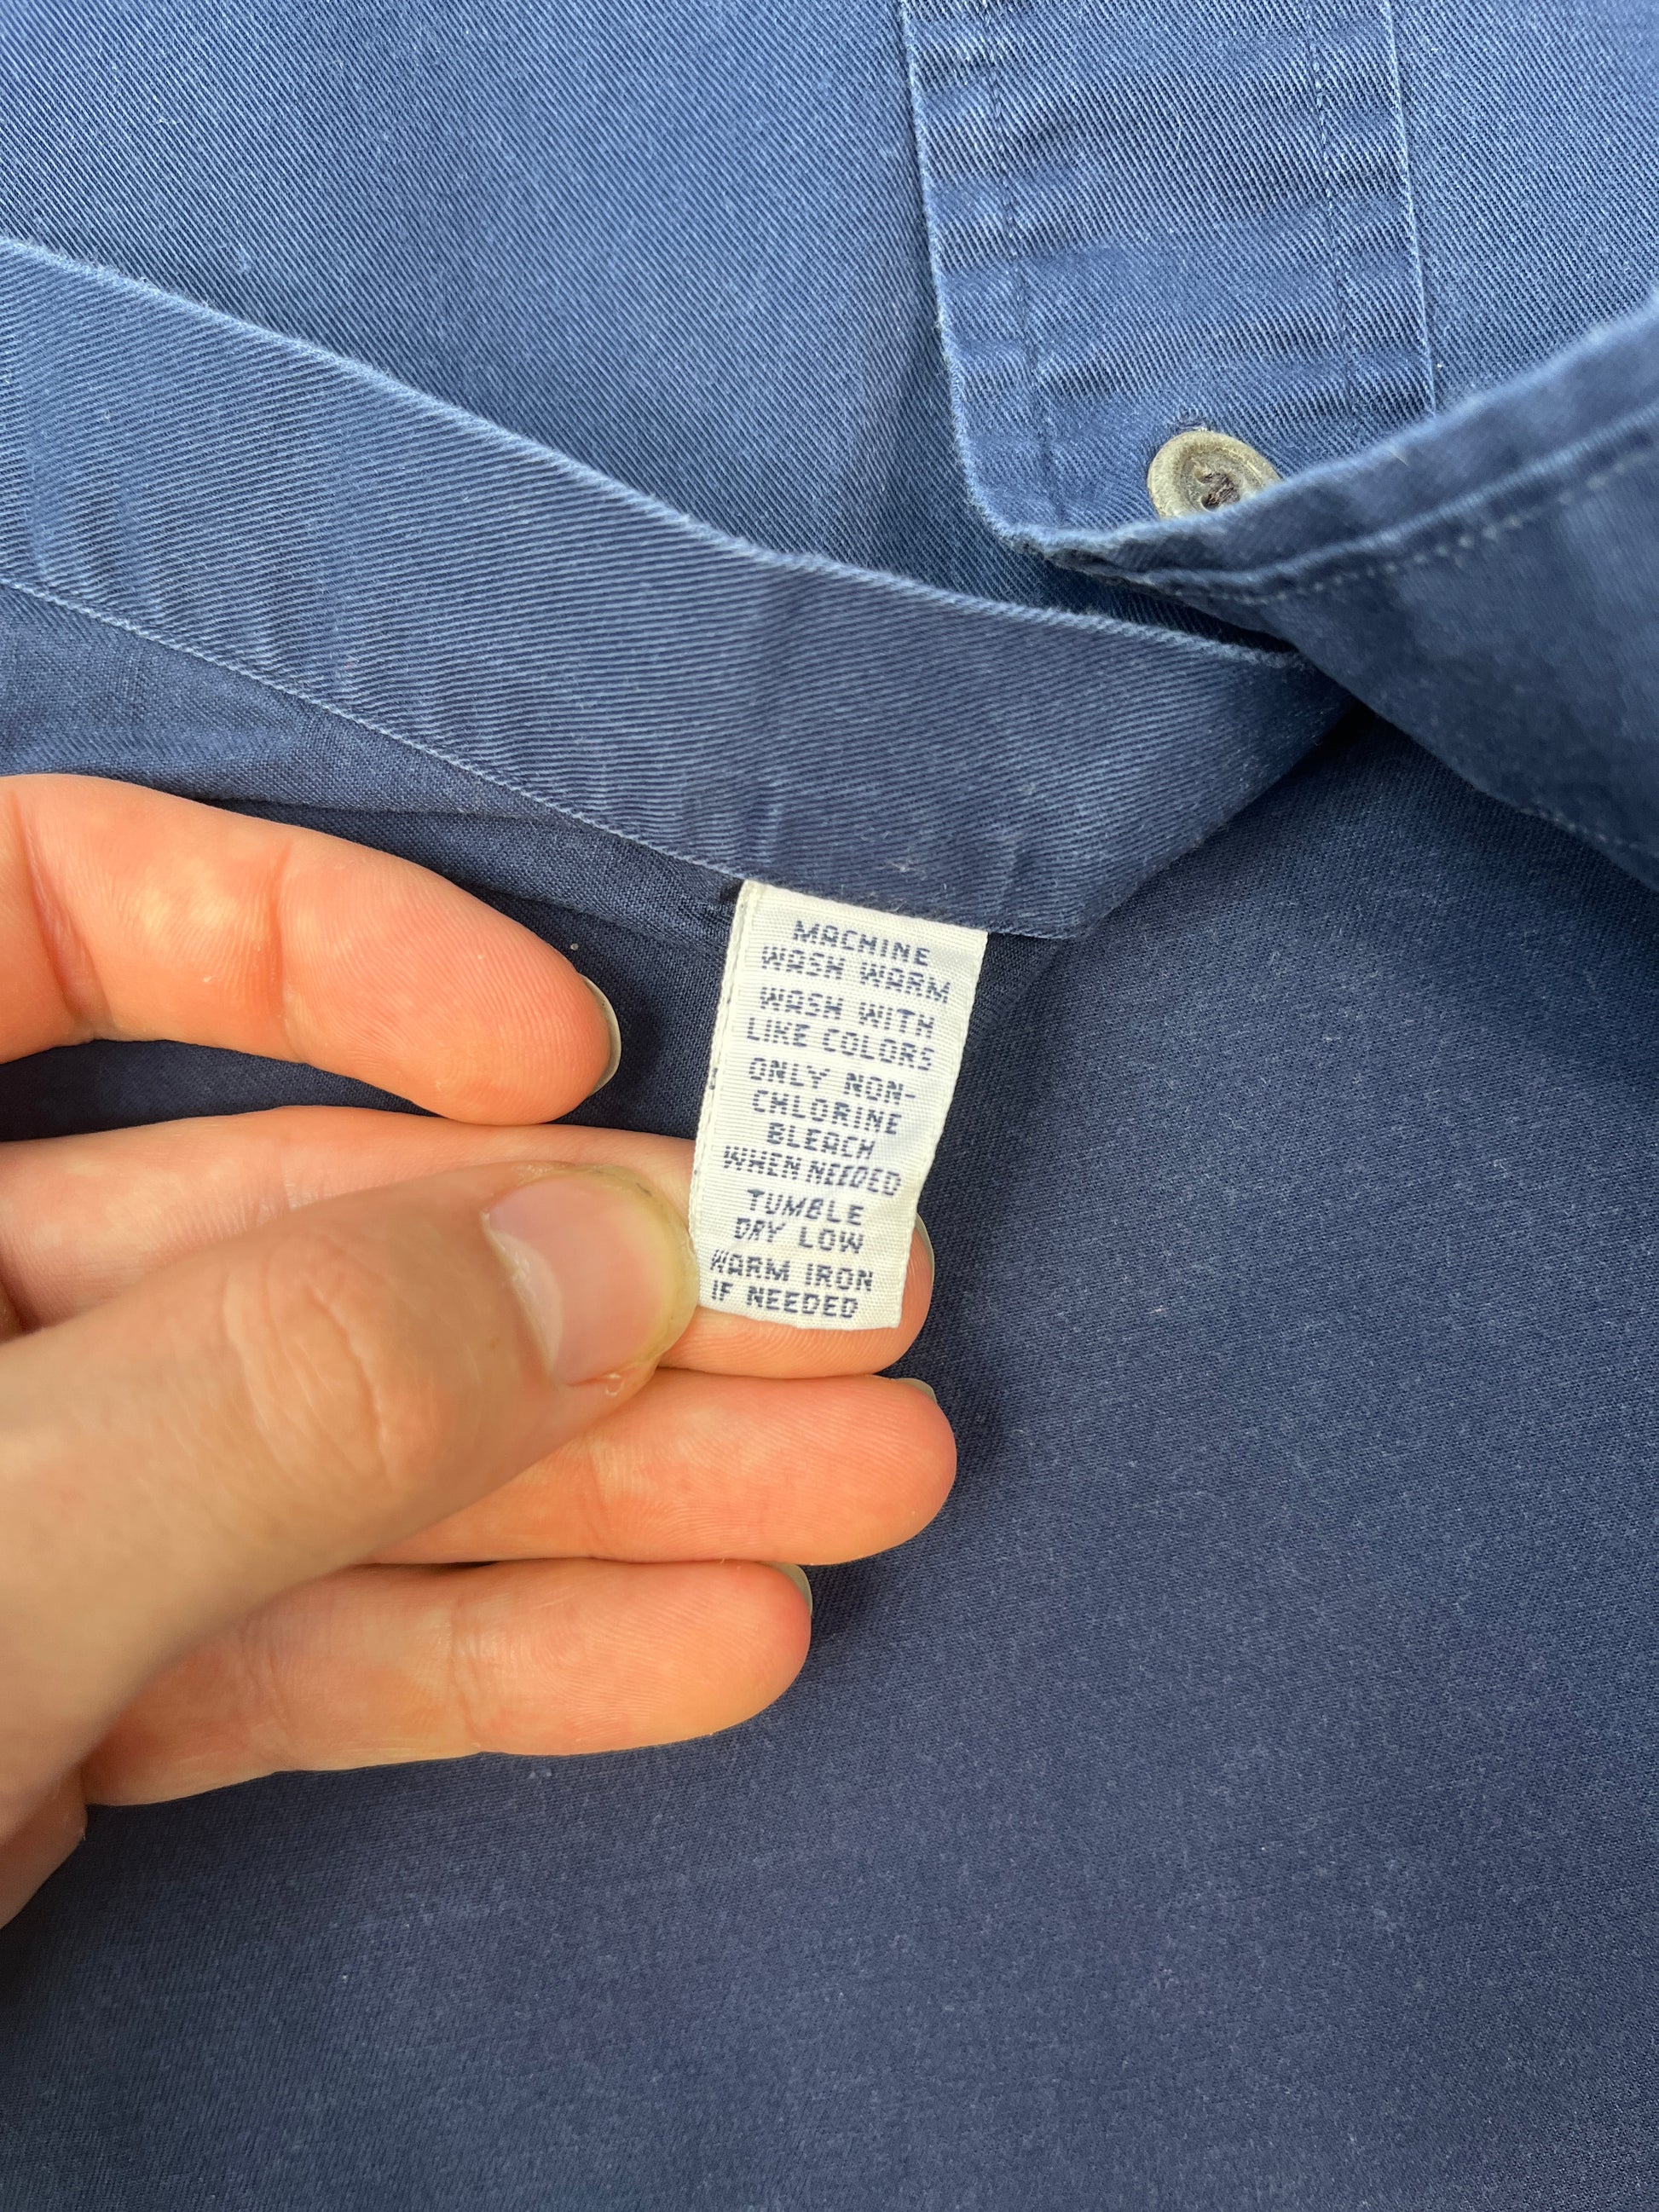 MACHINE
WASH WARM
WASH WITH
LIKE COLORS
ONLY NON-
CHLORINE
BLEACH
WHEN NEEDED
TUMBLE
DRY LOW
WARM IRON
IF NEEDED